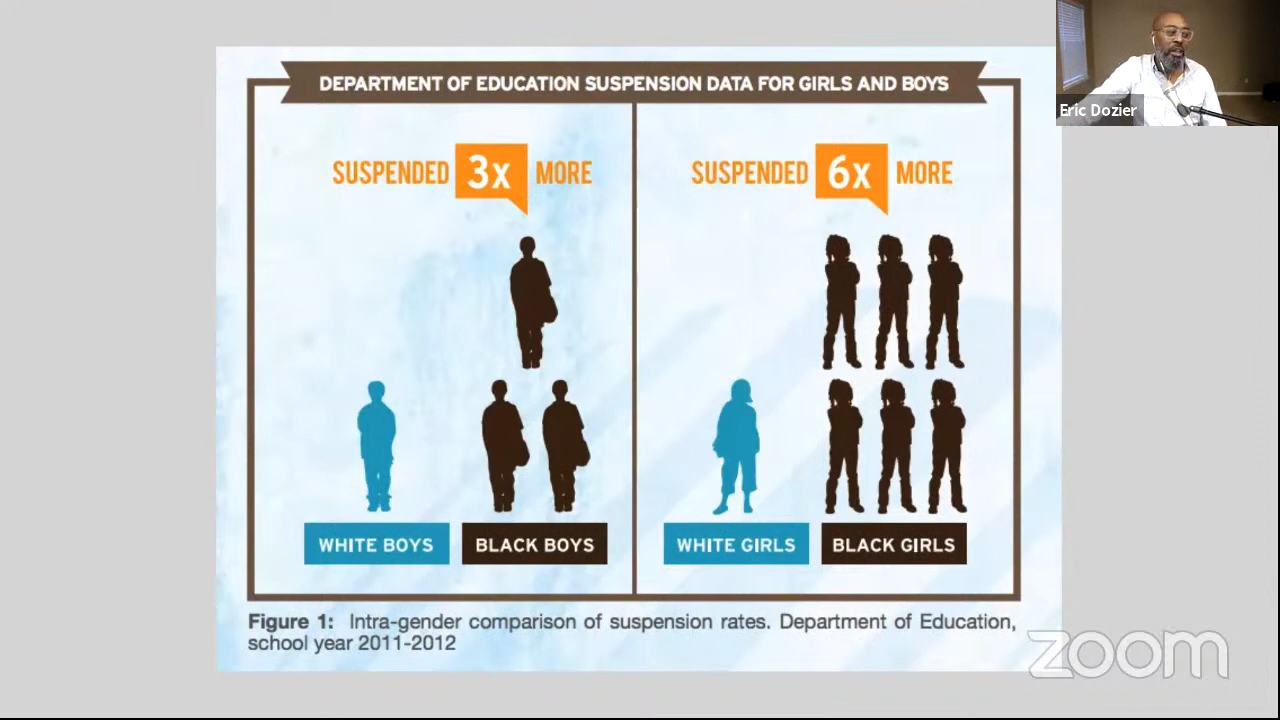 DEPARTMENT OF EDUCATION SUSPENSION DATA FOR GIRLS AND BOYS
SUSPENDED 3x MORE
SUSPENDED 6x MORE
WHITE BOYS
BLACK BOYS
WHITE GIRLS
BLACK GIRLS
Figure 1: Intra-gender comparison of suspension rates. Department of Education,
school year 2011-2012
Eric Dozier
zoom